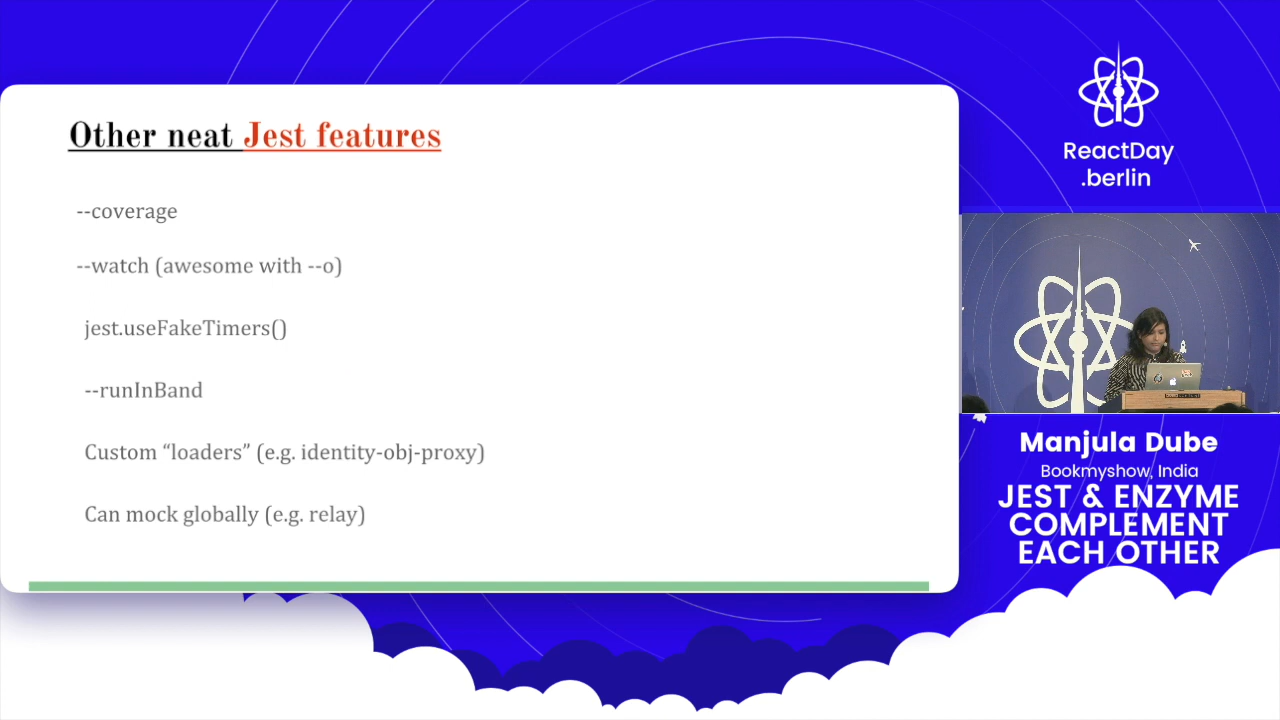 Other neat Jest features
--coverage
--watch (awesome with --o)
jest.useFakeTimers()
--runInBand
Custom “loaders” (e.g. identity-obj-proxy)
Can mock globally (e.g. relay)
ReactDay
.berlin
Manjula Dube
Bookmyshow, India
JEST & ENZYME
COMPLEMENT
EACH OTHER